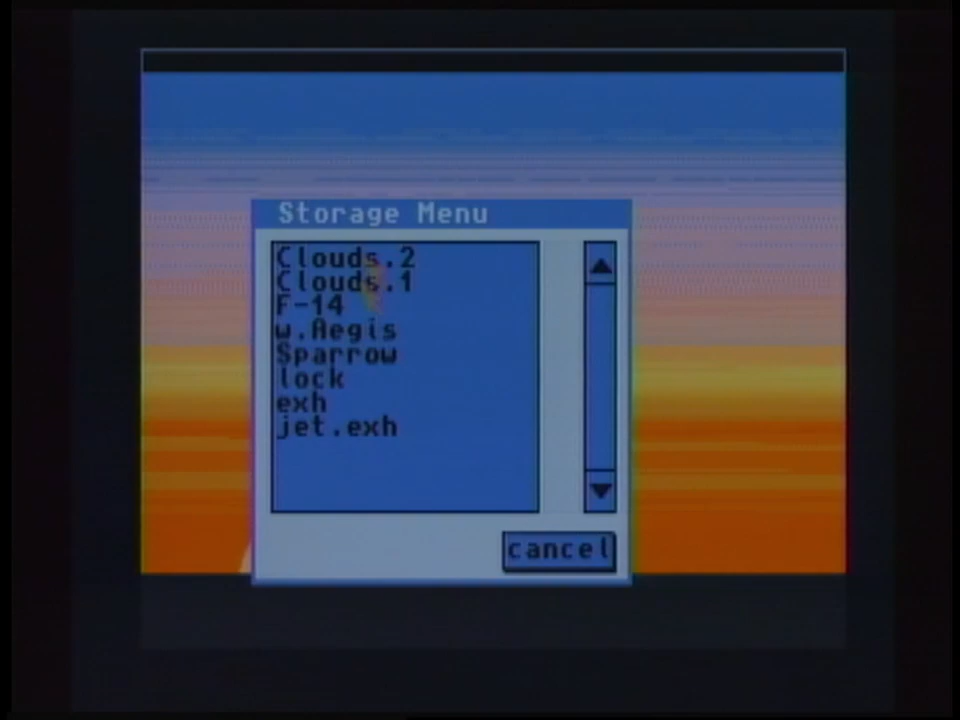 Storage Menu
Clouds.2
Clouds.1
F-14
w.Aegis
Sparrow
lock
exh
jet.exh
cancel